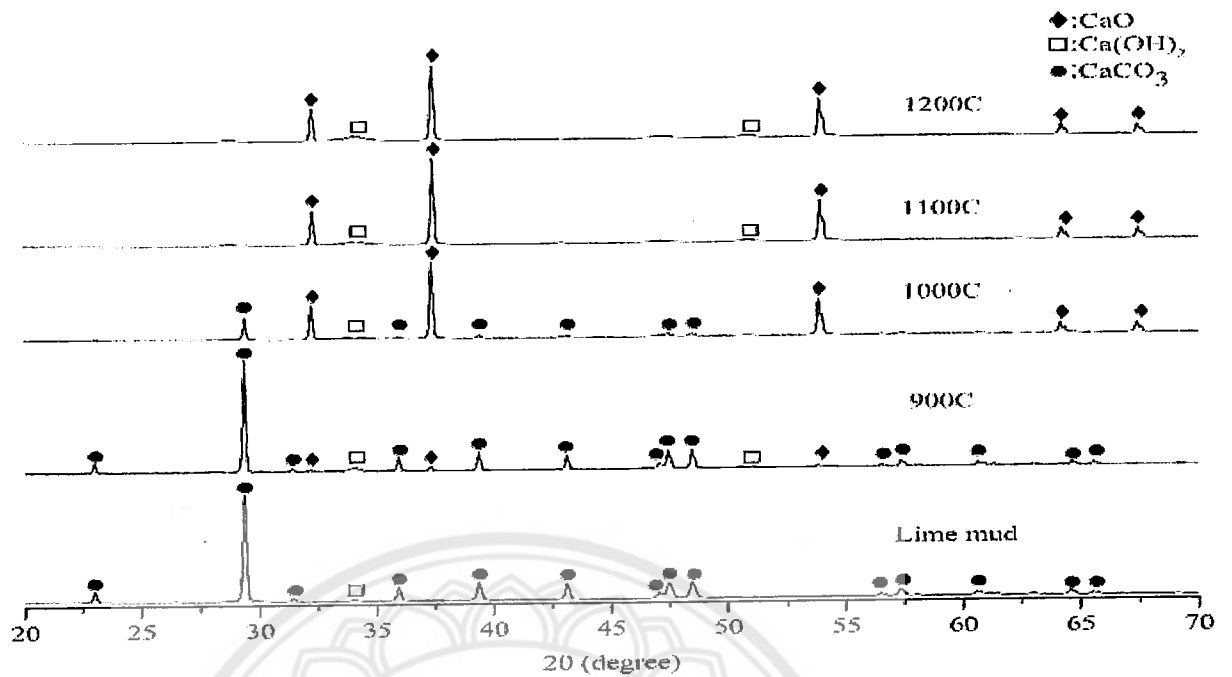 ◆:CaO
□:Ca(OH)₂
●:CaCO₃
1200C
1100C
1000C
900C
Lime mud
20 25 30 35 40 45 50 55 60 65 70
2θ (degree)